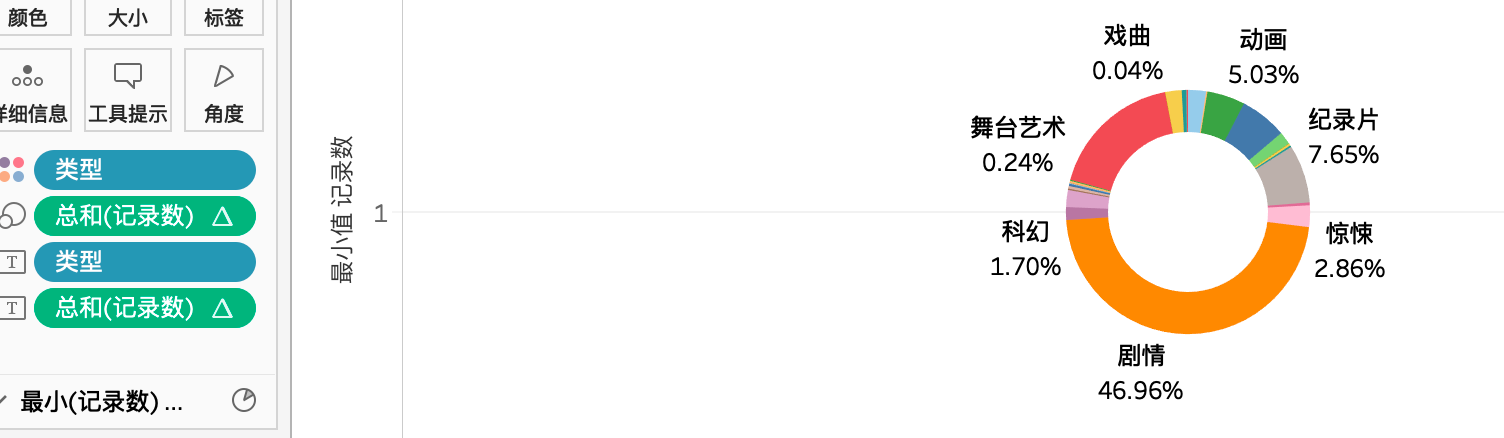 颜色
大小
标签
详细信息
工具提示
角度
类型
总和(记录数) △
T 类型
T 总和(记录数) △
最小(记录数) ...
最小值 记录数
1
戏曲
0.04%
动画
5.03%
纪录片
7.65%
舞台艺术
0.24%
科幻
1.70%
惊悚
2.86%
剧情
46.96%